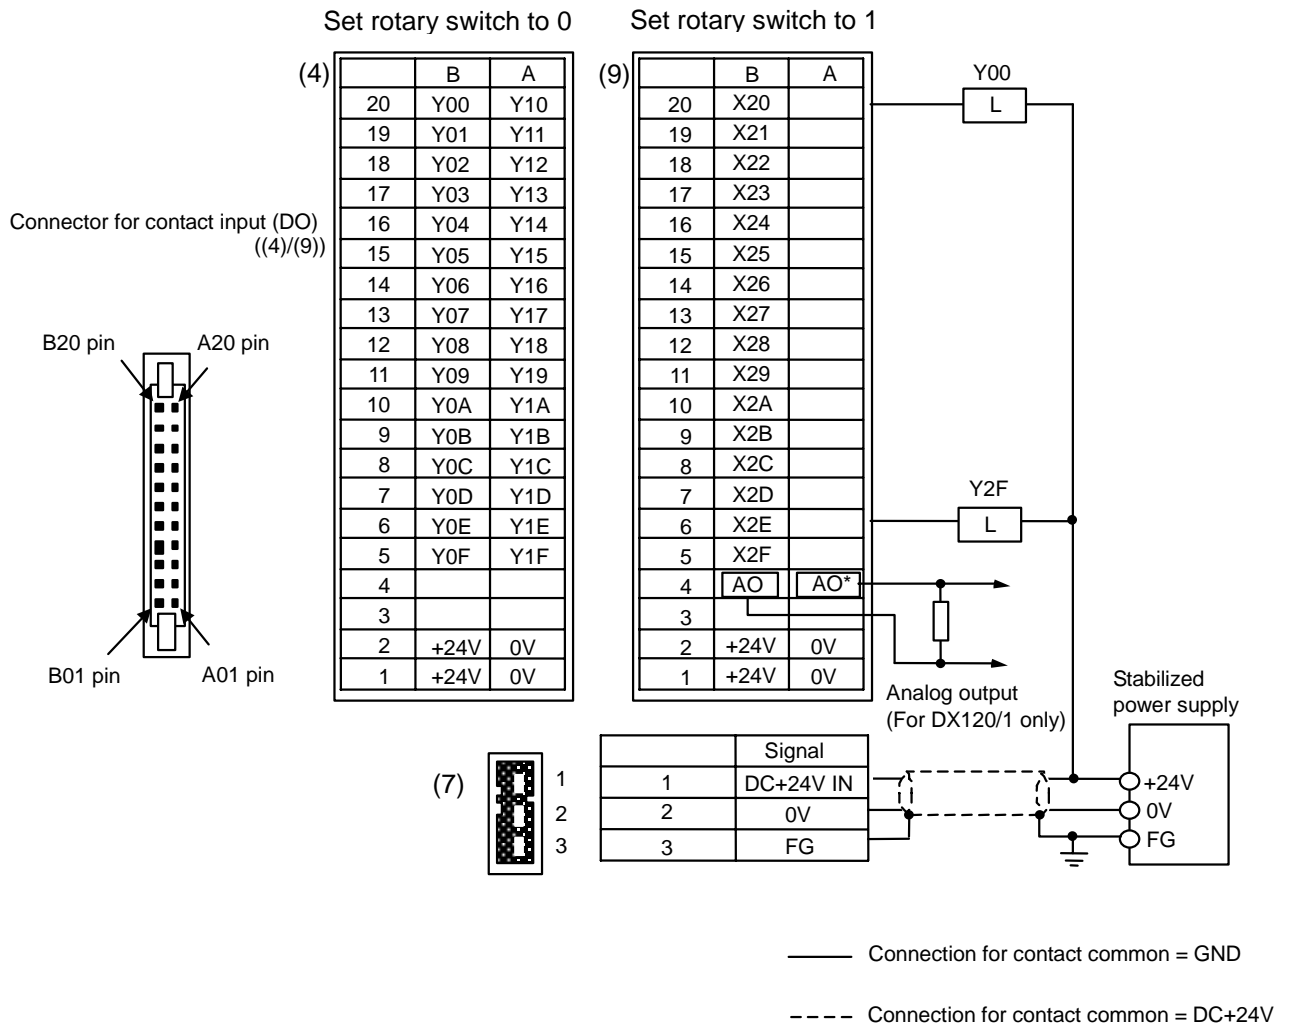 Set rotary switch to 0
Set rotary switch to 1
Connector for contact input (DO)
((4)/(9))
B20 pin
A20 pin
B01 pin
A01 pin
(4)
B A
20 Y00 Y10
19 Y01 Y11
18 Y02 Y12
17 Y03 Y13
16 Y04 Y14
15 Y05 Y15
14 Y06 Y16
13 Y07 Y17
12 Y08 Y18
11 Y09 Y19
10 Y0A Y1A
9 Y0B Y1B
8 Y0C Y1C
7 Y0D Y1D
6 Y0E Y1E
5 Y0F Y1F
4
3
2 +24V 0V
1 +24V 0V
(9)
B A
20 X20
19 X21
18 X22
17 X23
16 X24
15 X25
14 X26
13 X27
12 X28
11 X29
10 X2A
9 X2B
8 X2C
7 X2D
6 X2E
5 X2F
4 AO AO*
3
2 +24V 0V
1 +24V 0V
Y00
L
Y2F
L
Analog output
(For DX120/1 only)
Stabilized
power supply
+24V
0V
FG
(7)
1
2
3
Signal
1 DC+24V IN
2 0V
3 FG
Connection for contact common = GND
Connection for contact common = DC+24V